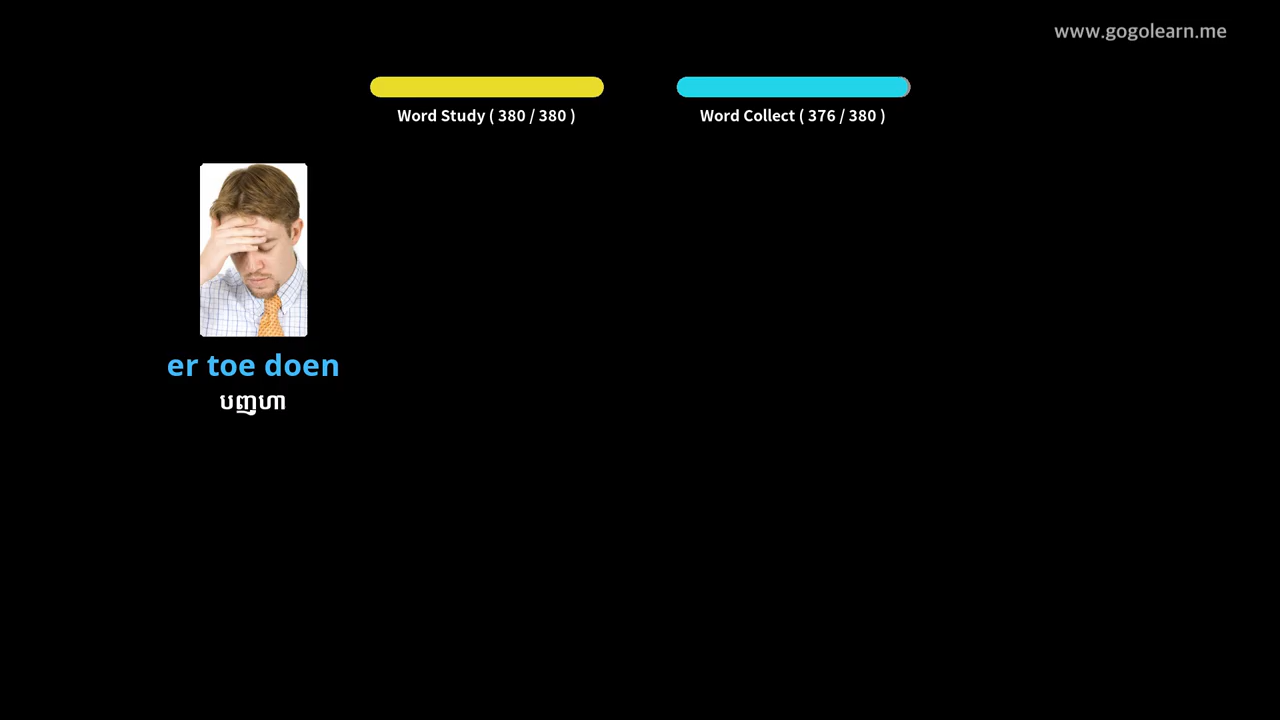 www.gogolearn.me
Word Study ( 380 / 380 )
Word Collect ( 376 / 380 )
er toe doen
បញ្ហា